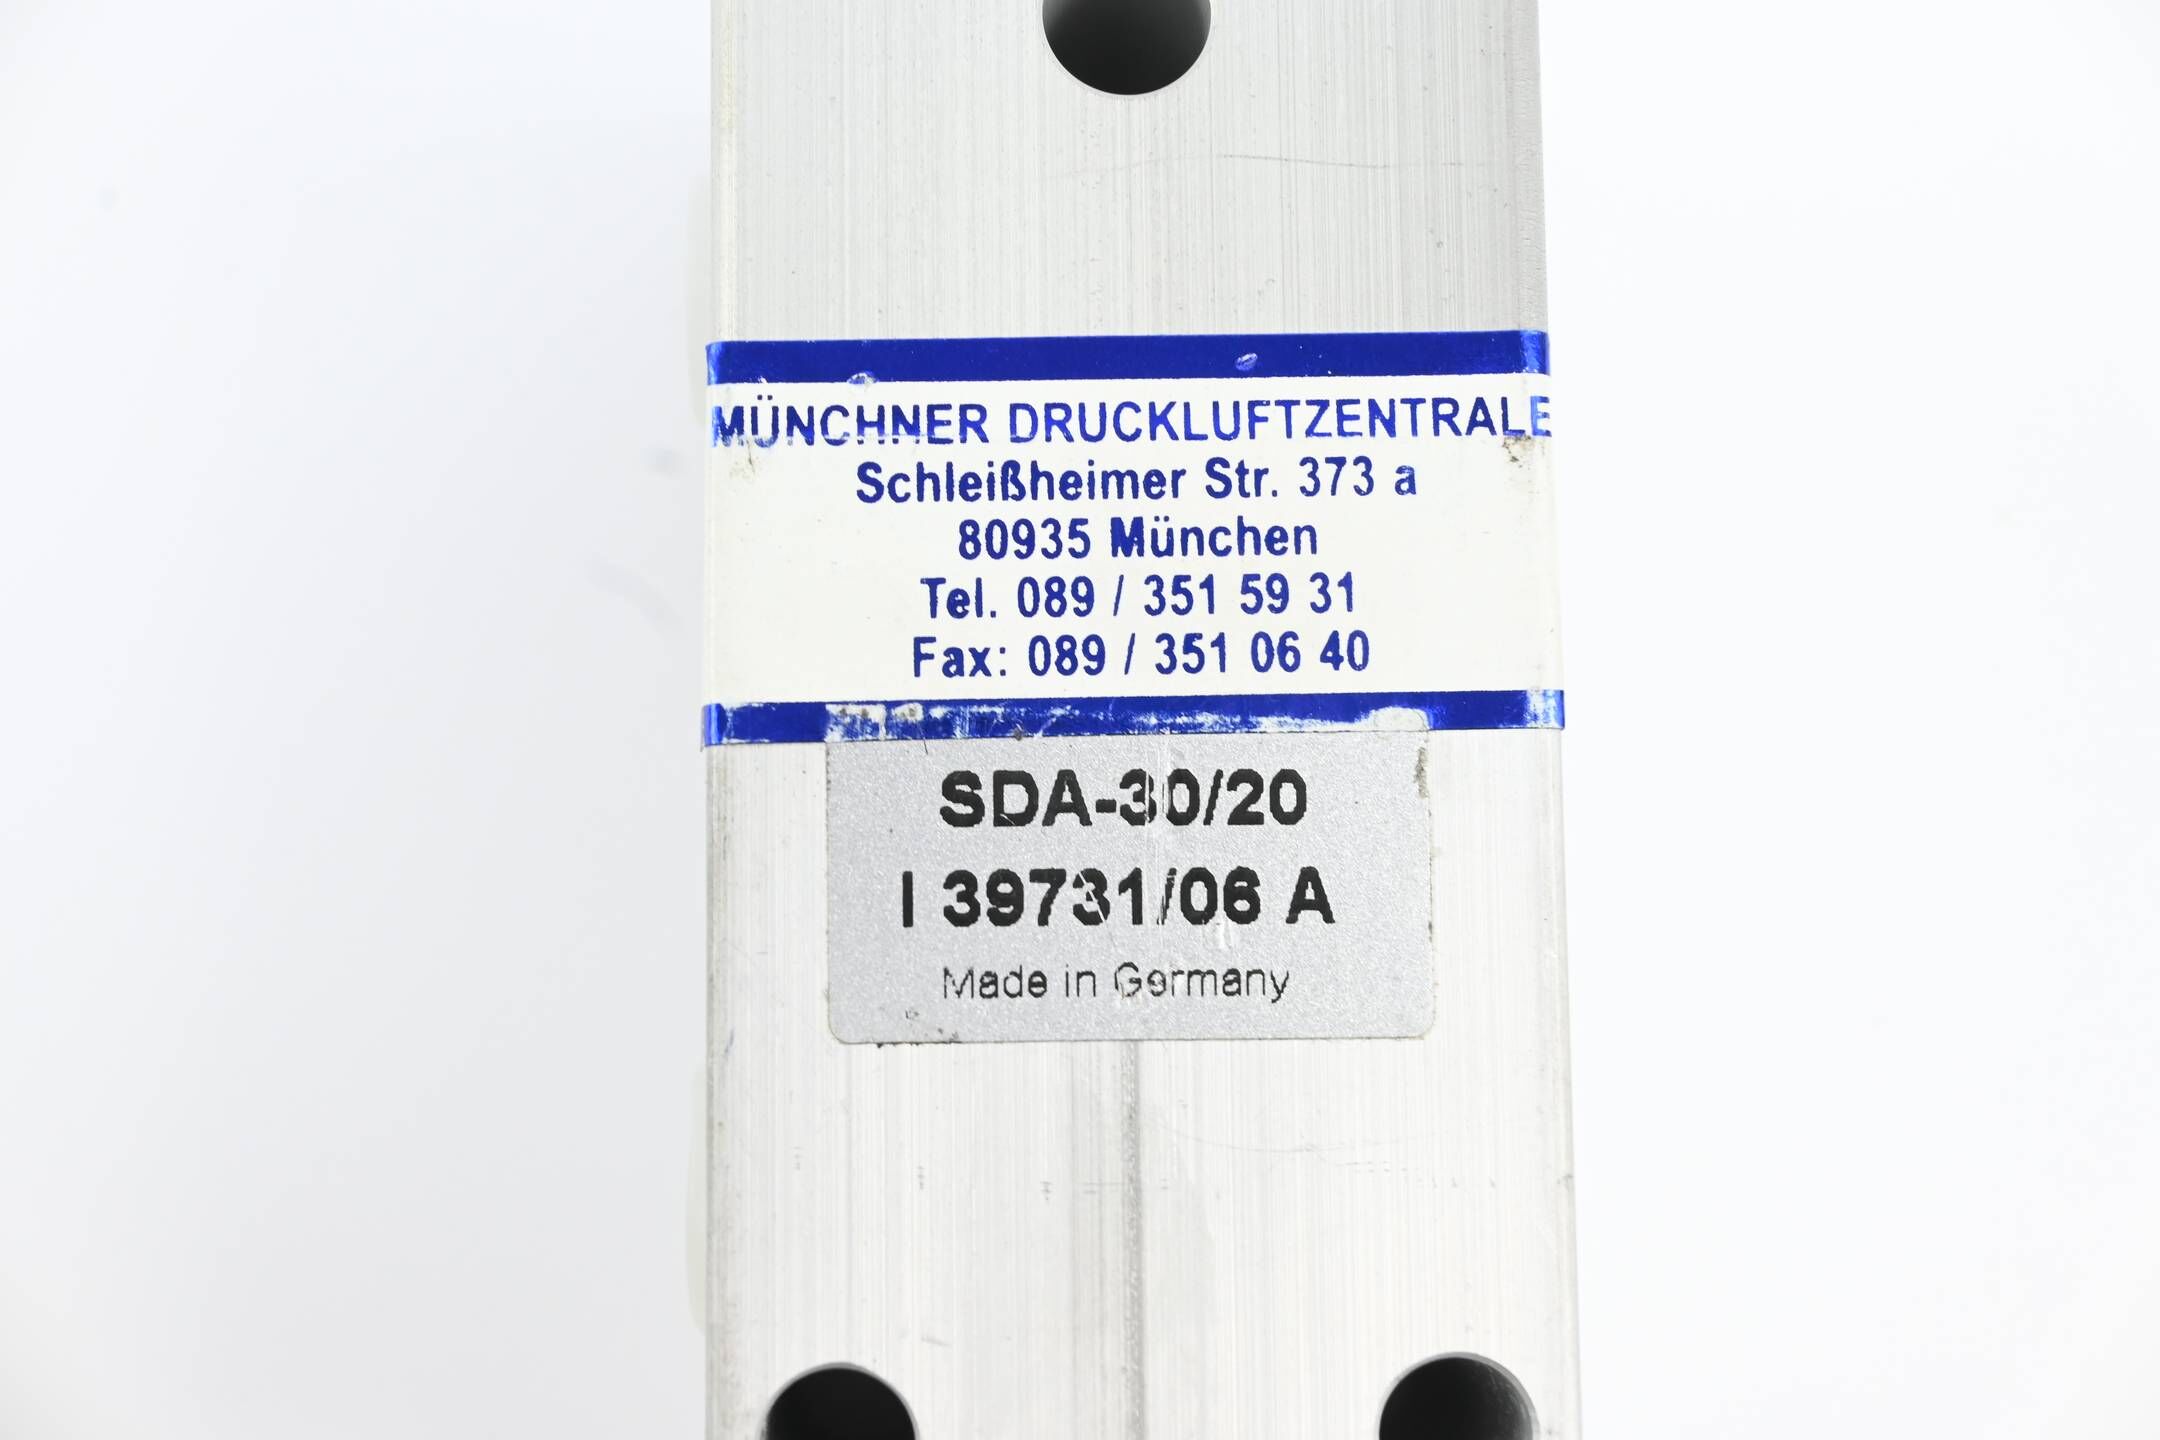 MÜNCHNER DRUCKLUFTZENTRALE
Schleißheimer Str. 373 a
80935 München
Tel. 089 / 351 59 31
Fax: 089 / 351 06 40
SDA-30/20
I 39731/06 A
Made in Germany